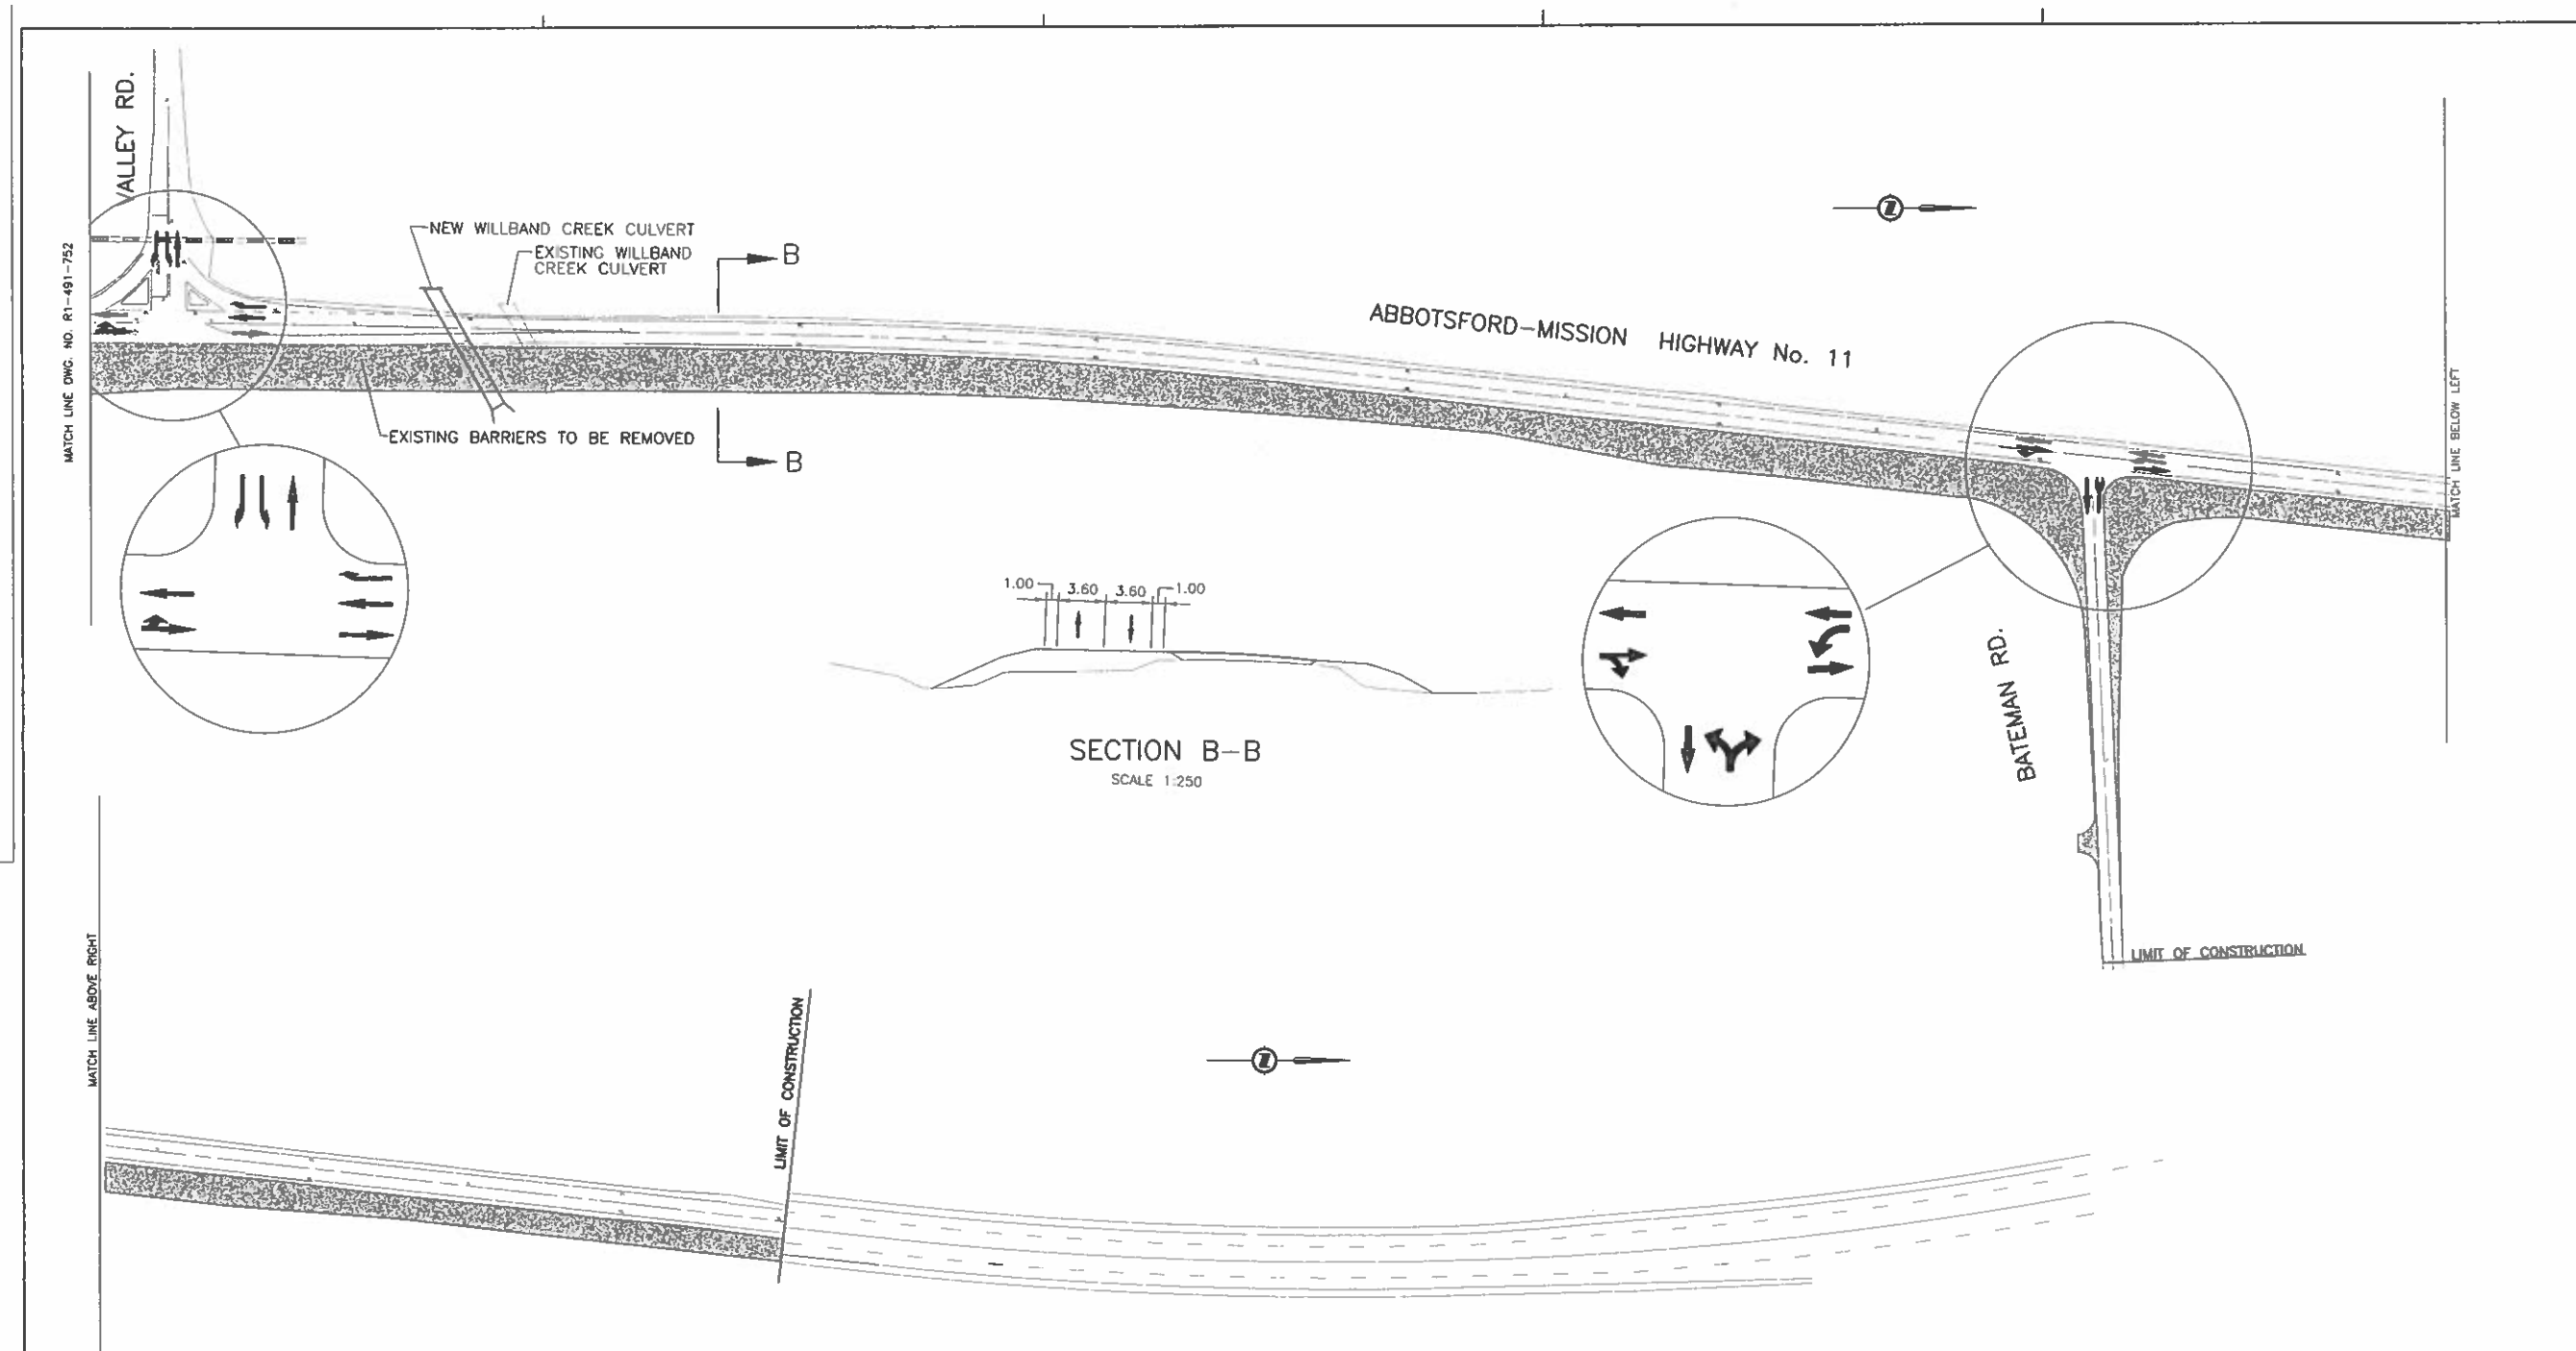 VALLEY RD.
MATCH LINE DWG. NO. R1-491-752
NEW WILLBAND CREEK CULVERT
EXISTING WILLBAND
CREEK CULVERT
B
B
EXISTING BARRIERS TO BE REMOVED
ABBOTSFORD-MISSION HIGHWAY No. 11
Z
MATCH LINE BELOW LEFT
1.00
3.60
3.60
1.00
SECTION B-B
SCALE 1:250
BATEMAN RD.
LIMIT OF CONSTRUCTION
MATCH LINE ABOVE RIGHT
LIMIT OF CONSTRUCTION
Z